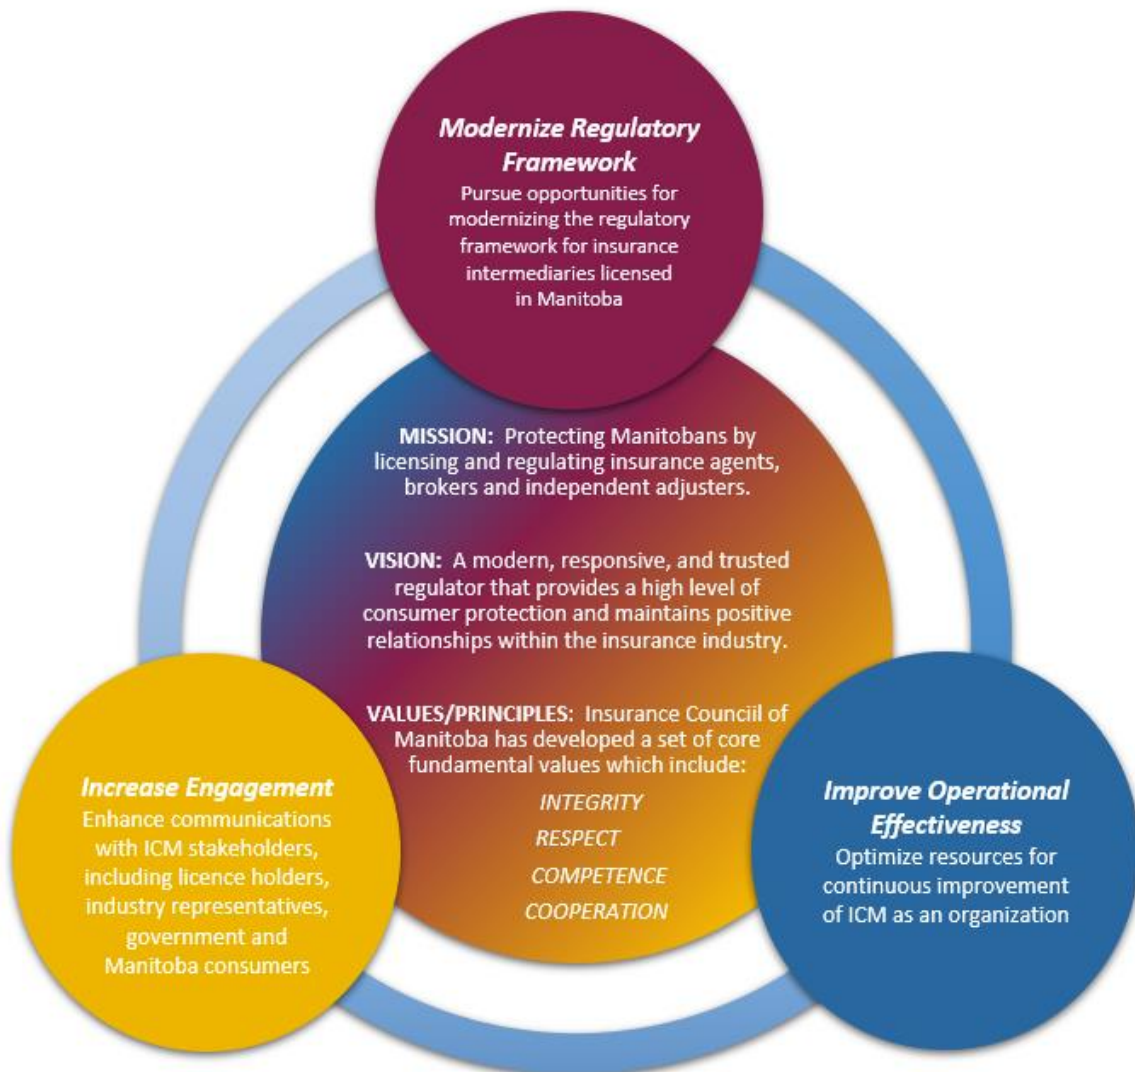 Modernize Regulatory
Framework
Pursue opportunities for
modernizing the regulatory
framework for insurance
intermediaries licensed
in Manitoba
MISSION: Protecting Manitobans by
licensing and regulating insurance agents,
brokers and independent adjusters.
VISION: A modern, responsive, and trusted
regulator that provides a high level of
consumer protection and maintains positive
relationships within the insurance industry.
VALUES/PRINCIPLES: Insurance Counciil of
Manitoba has developed a set of core
fundamental values which include:
INTEGRITY
RESPECT
COMPETENCE
COOPERATION
Increase Engagement
Enhance communications
with ICM stakeholders,
including licence holders,
industry representatives,
government and
Manitoba consumers
Improve Operational
Effectiveness
Optimize resources for
continuous improvement
of ICM as an organization